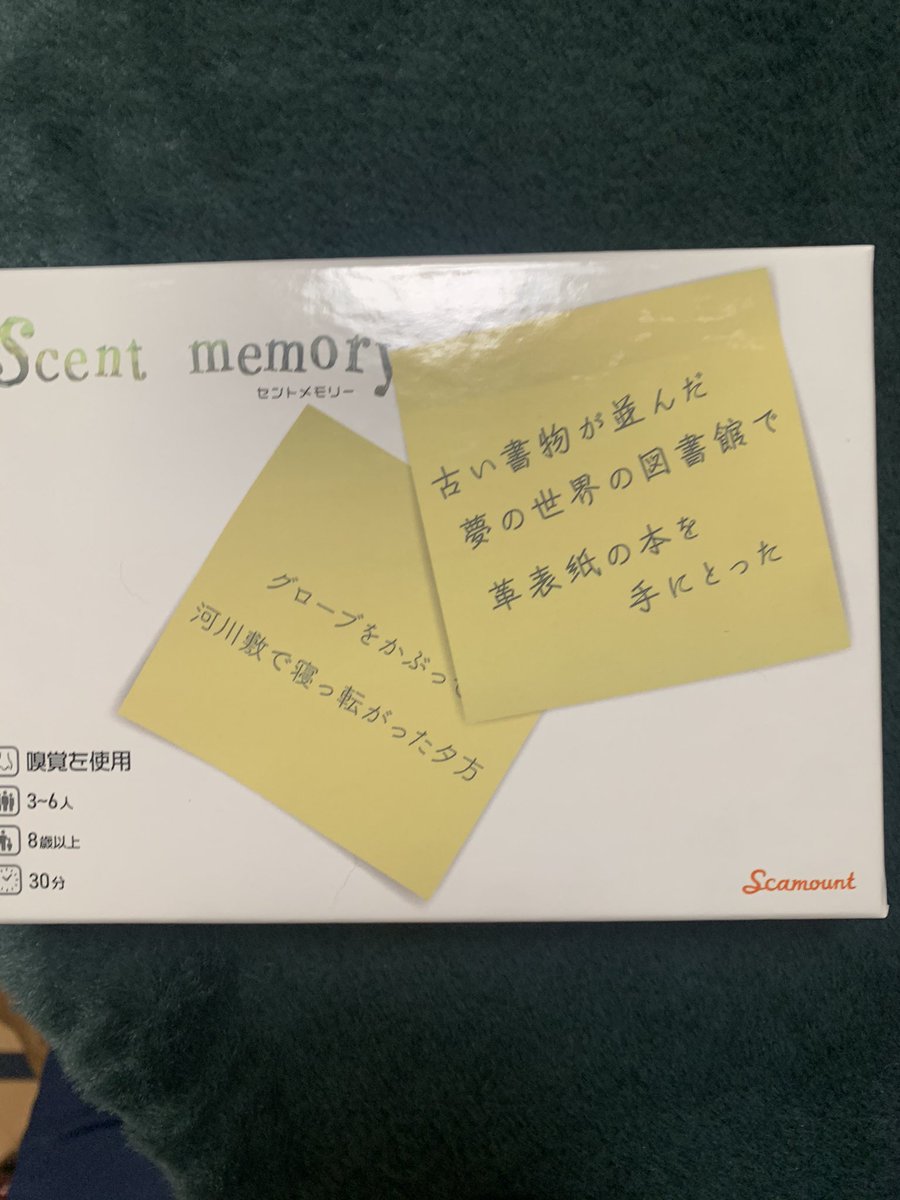 Scent memory
セントメモリー
古い書物が並んだ
夢の世界の図書館で
革表紙の本を
手にとった
グローブをかぶって
河川敷で寝っ転がった夕方
嗅覚を使用
3~6人
8歳以上
30分
Scamount